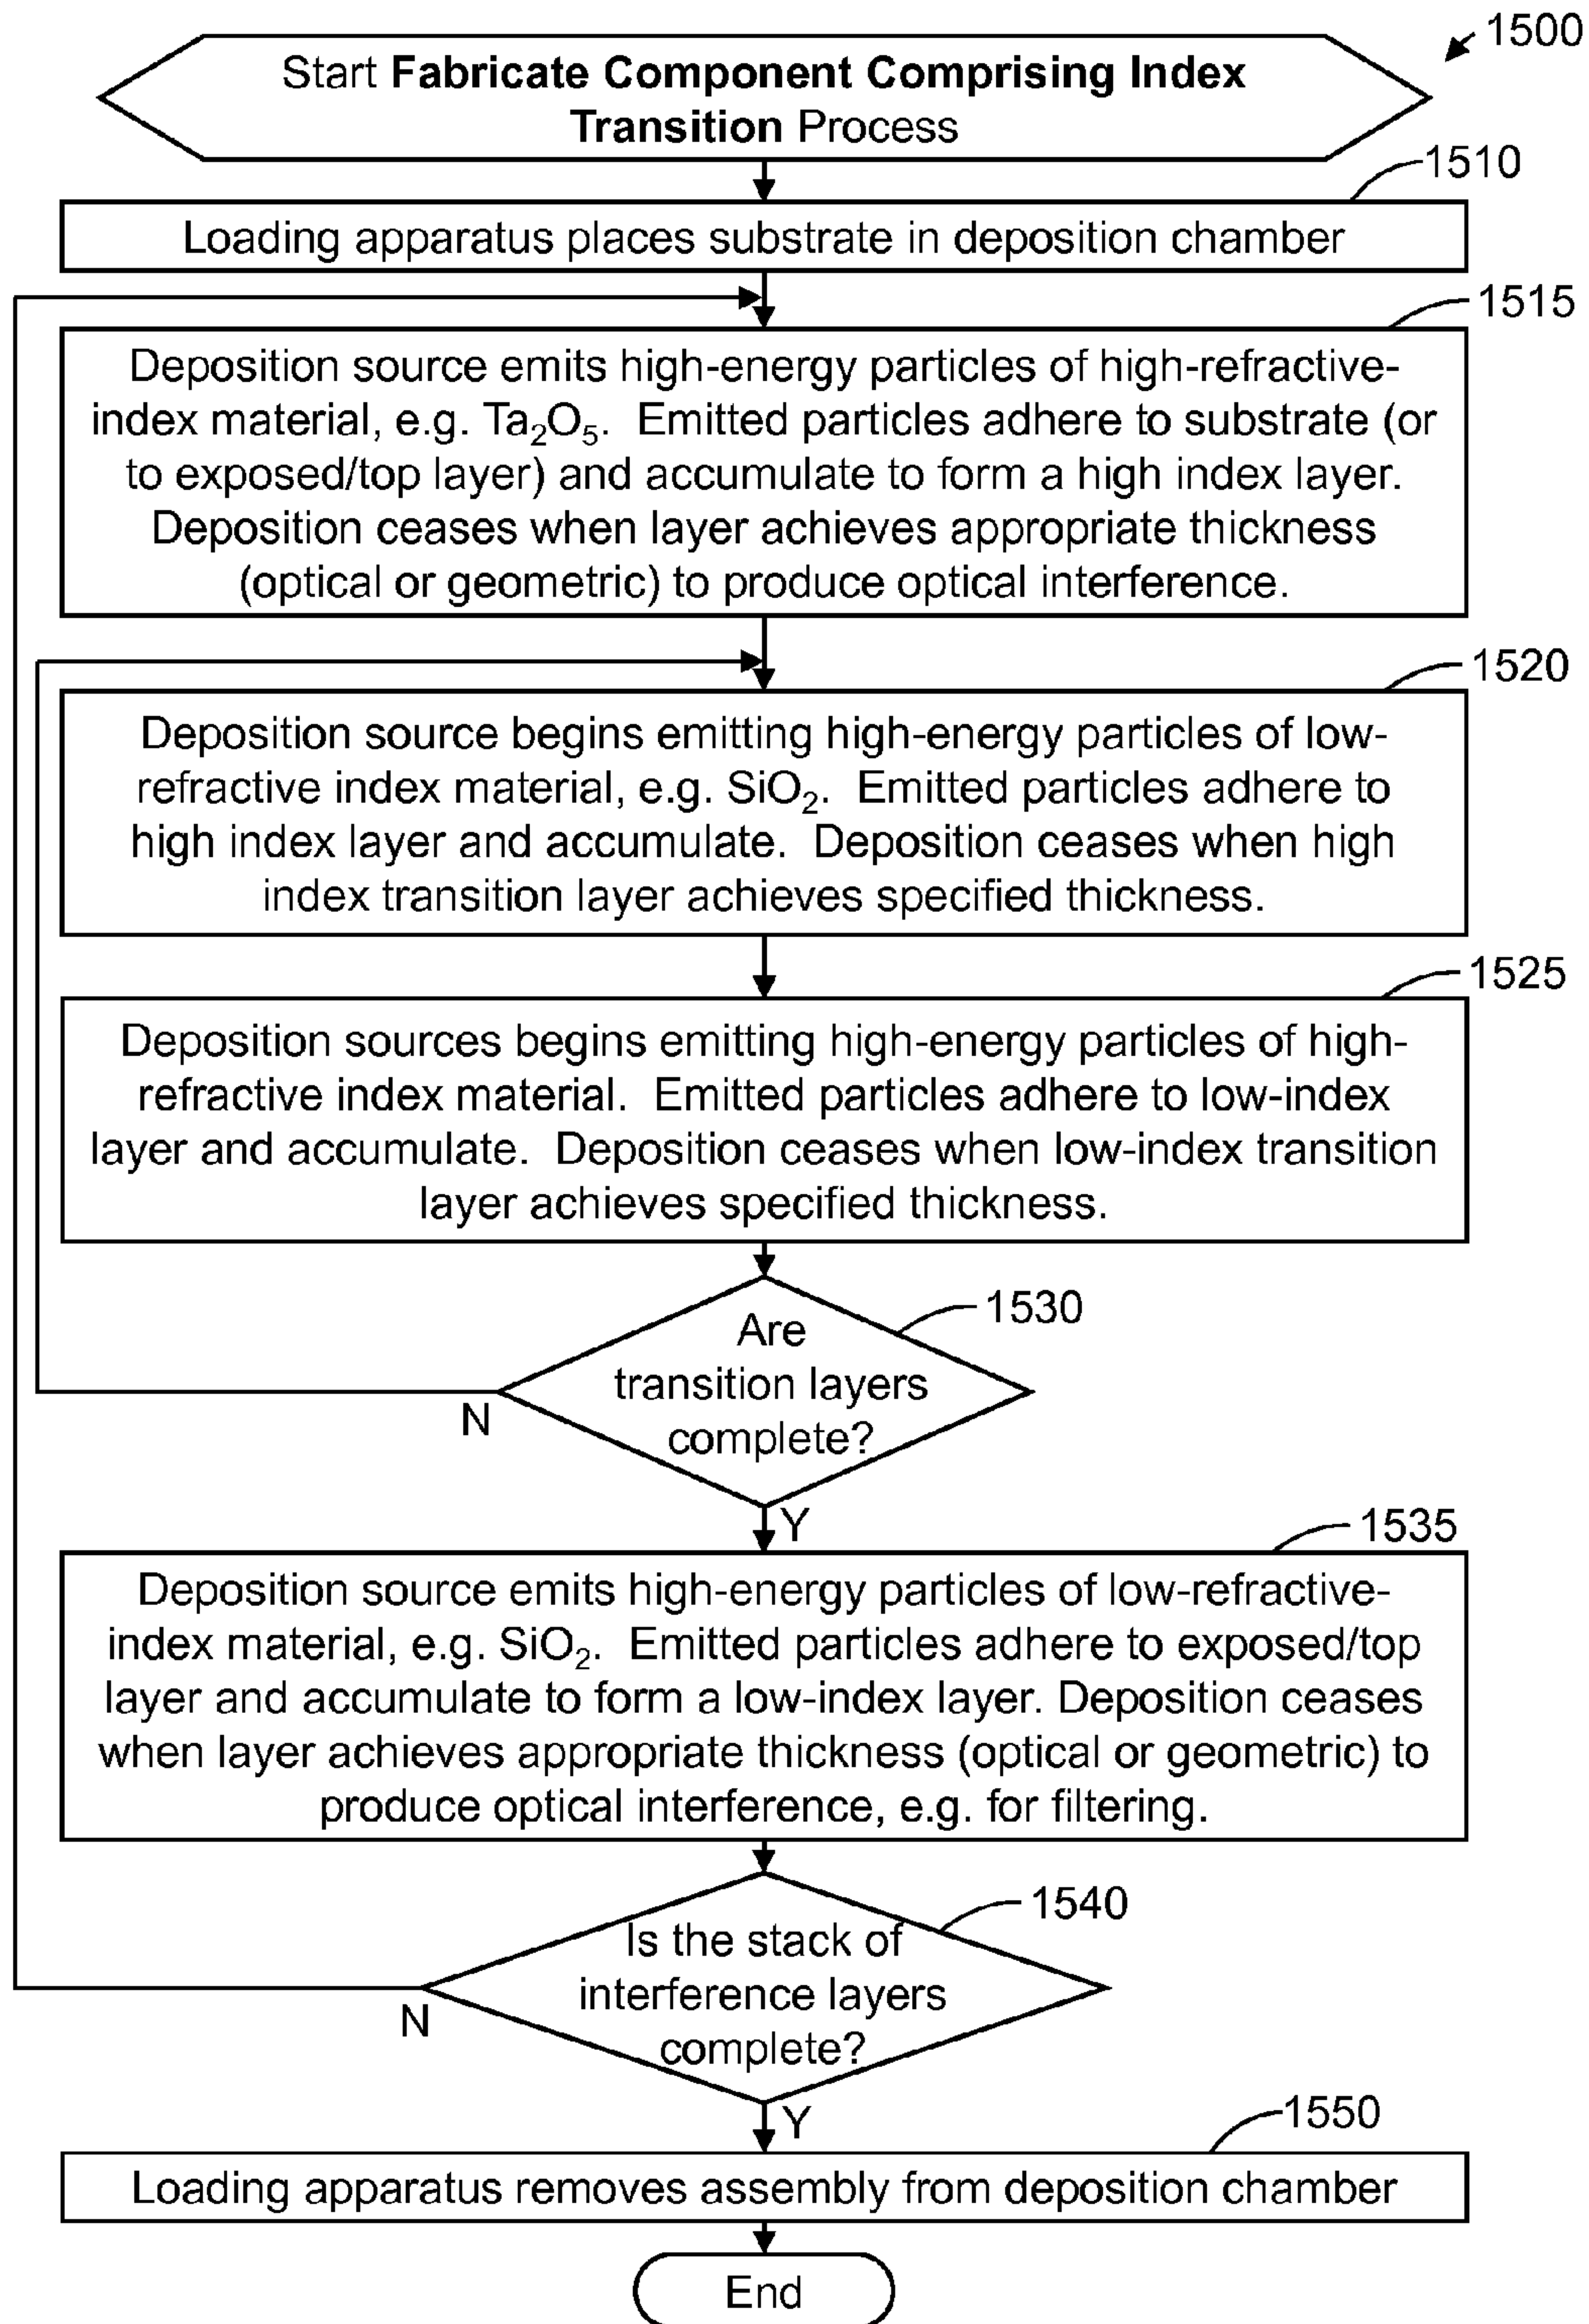 1500
Start Fabricate Component Comprising Index
Transition Process
1510
Loading apparatus places substrate in deposition chamber
1515
Deposition source emits high-energy particles of high-refractive-
index material, e.g. Ta₂O₅. Emitted particles adhere to substrate (or
to exposed/top layer) and accumulate to form a high index layer.
Deposition ceases when layer achieves appropriate thickness
(optical or geometric) to produce optical interference.
1520
Deposition source begins emitting high-energy particles of low-
refractive index material, e.g. SiO₂. Emitted particles adhere to
high index layer and accumulate. Deposition ceases when high
index transition layer achieves specified thickness.
1525
Deposition sources begins emitting high-energy particles of high-
refractive index material. Emitted particles adhere to low-index
layer and accumulate. Deposition ceases when low-index transition
layer achieves specified thickness.
1530
Are
transition layers
complete?
N
Y
1535
Deposition source emits high-energy particles of low-refractive-
index material, e.g. SiO₂. Emitted particles adhere to exposed/top
layer and accumulate to form a low-index layer. Deposition ceases
when layer achieves appropriate thickness (optical or geometric) to
produce optical interference, e.g. for filtering.
1540
Is the stack of
interference layers
complete?
N
Y
1550
Loading apparatus removes assembly from deposition chamber
End